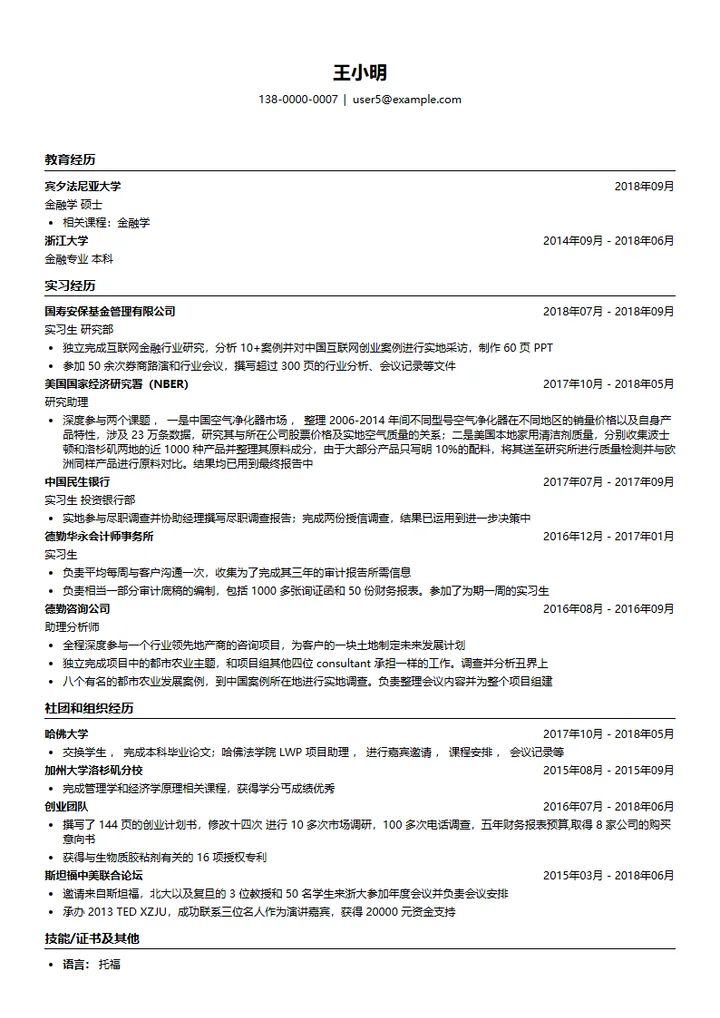 王小明
138-0000-0007 | user5@example.com
教育经历
宾夕法尼亚大学 2018年09月
金融学 硕士
• 相关课程：金融学
浙江大学 2014年09月 - 2018年06月
金融专业 本科
实习经历
国寿安保基金管理有限公司 2018年07月 - 2018年09月
实习生 研究部
• 独立完成互联网金融行业研究，分析 10+案例并对中国互联网创业案例进行实地采访，制作 60 页 PPT
• 参加 50 余次券商路演和行业会议，撰写超过 300 页的行业分析、会议记录等文件
美国国家经济研究署（NBER） 2017年10月 - 2018年05月
研究助理
• 深度参与两个课题 ， 一是中国空气净化器市场 ， 整理 2006-2014 年间不同型号空气净化器在不同地区的销量价格以及自身产
品特性，涉及 23 万条数据，研究其与所在公司股票价格及实地空气质量的关系；二是美国本地家用清洁剂质量，分别收集波士
顿和洛杉矶两地的近 1000 种产品并整理其原料成分，由于大部分产品只写明 10%的配料，将其送至研究所进行质量检测并与欧
洲同样产品进行原料对比。结果均已用到最终报告中
中国民生银行 2017年07月 - 2017年09月
实习生 投资银行部
• 实地参与尽职调查并协助经理撰写尽职调查报告；完成两份授信调查，结果已运用到进一步决策中
德勤华永会计师事务所 2016年12月 - 2017年01月
实习生
• 负责平均每周与客户沟通一次，收集为了完成其三年的审计报告所需信息
• 负责相当一部分审计底稿的编制，包括 1000 多张询证函和 50 份财务报表。参加了为期一周的实习生
德勤咨询公司 2016年08月 - 2016年09月
助理分析师
• 全程深度参与一个行业领先地产商的咨询项目，为客户的一块土地制定未来发展计划
• 独立完成项目中的都市农业主题，和项目组其他四位 consultant 承担一样的工作。调查并分析丑界上
• 八个有名的都市农业发展案例，到中国案例所在地进行实地调查。负责整理会议内容并为整个项目组建
社团和组织经历
哈佛大学 2017年10月 - 2018年05月
• 交换学生 ， 完成本科毕业论文；哈佛法学院 LWP 项目助理 ， 进行嘉宾邀请 ， 课程安排 ， 会议记录等
加州大学洛杉矶分校 2015年08月 - 2015年09月
• 完成管理学和经济学原理相关课程，获得学分丐成绩优秀
创业团队 2016年07月 - 2018年06月
• 撰写了 144 页的创业计划书，修改十四次 进行 10 多次市场调研，100 多次电话调查，五年财务报表预算,取得 8 家公司的购买
意向书
• 获得与生物质胶粘剂有关的 16 项授权专利
斯坦福中美联合论坛 2015年03月 - 2018年06月
• 邀请来自斯坦福，北大以及复旦的 3 位教授和 50 名学生来浙大参加年度会议并负责会议安排
• 承办 2013 TED XZJU，成功联系三位名人作为演讲嘉宾，获得 20000 元资金支持
技能/证书及其他
• 语言： 托福